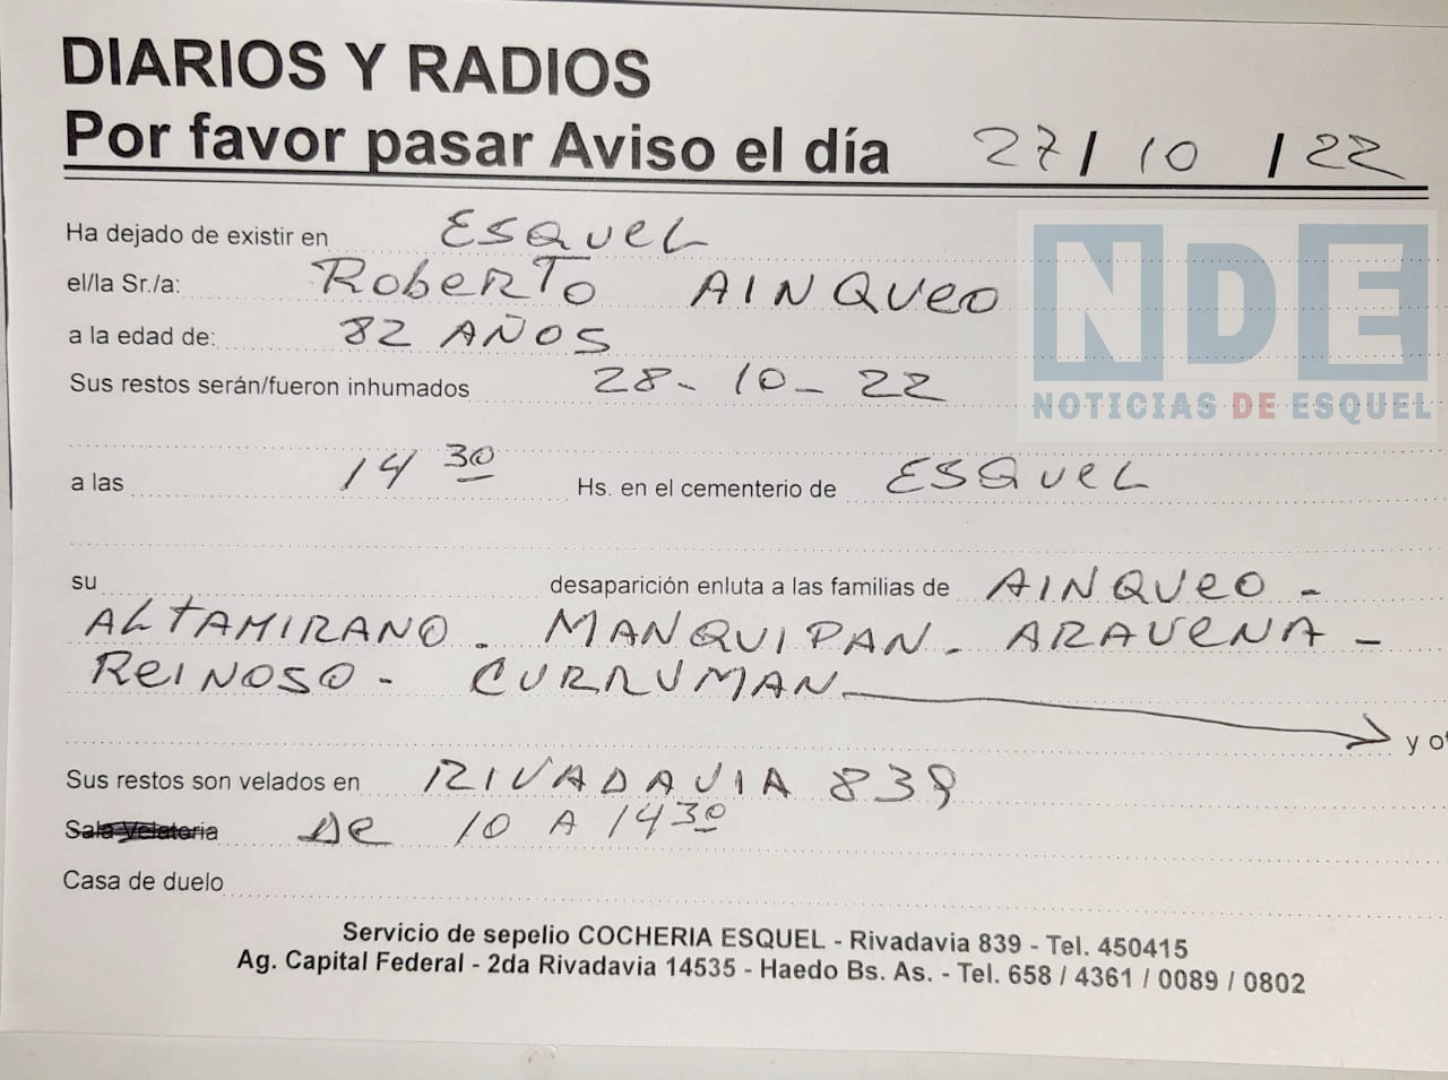 DIARIOS Y RADIOS
Por favor pasar Aviso el día 27/10/22
Ha dejado de existir en ESQUEL
el/la Sr./a: ROBERTO AINQUEO
a la edad de: 82 AÑOS
Sus restos serán/fueron inhumados 28-10-22
NDE
NOTICIAS DE ESQUEL
a las 14 30 Hs. en el cementerio de ESQUEL
su desaparición enluta a las familias de AINQUEO -
ALTAMIRANO. MANQUIPAN. ARAVENA -
REINOSO - CURRUMAN
y ot
Sus restos son velados en RIVADAVIA 839
Sala Velatoria DE 10 A 14 30
Casa de duelo
Servicio de sepelio COCHERIA ESQUEL - Rivadavia 839 - Tel. 450415
Ag. Capital Federal - 2da Rivadavia 14535 - Haedo Bs. As. - Tel. 658 / 4361 / 0089 / 0802